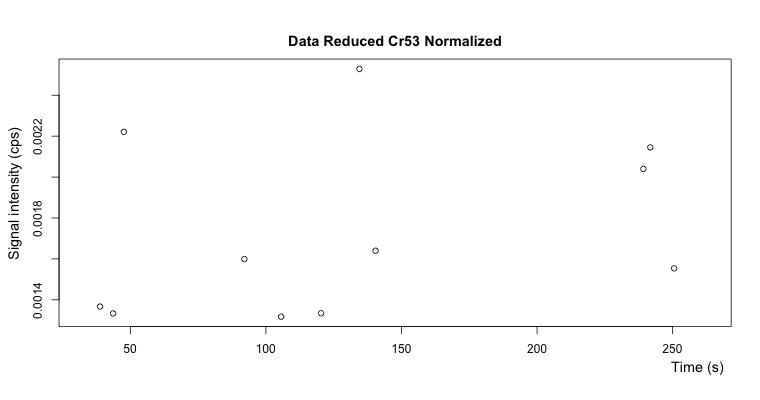 Data Reduced Cr53 Normalized
Signal intensity (cps)
0.0022
0.0018
0.0014
50 100 150 200 250
Time (s)